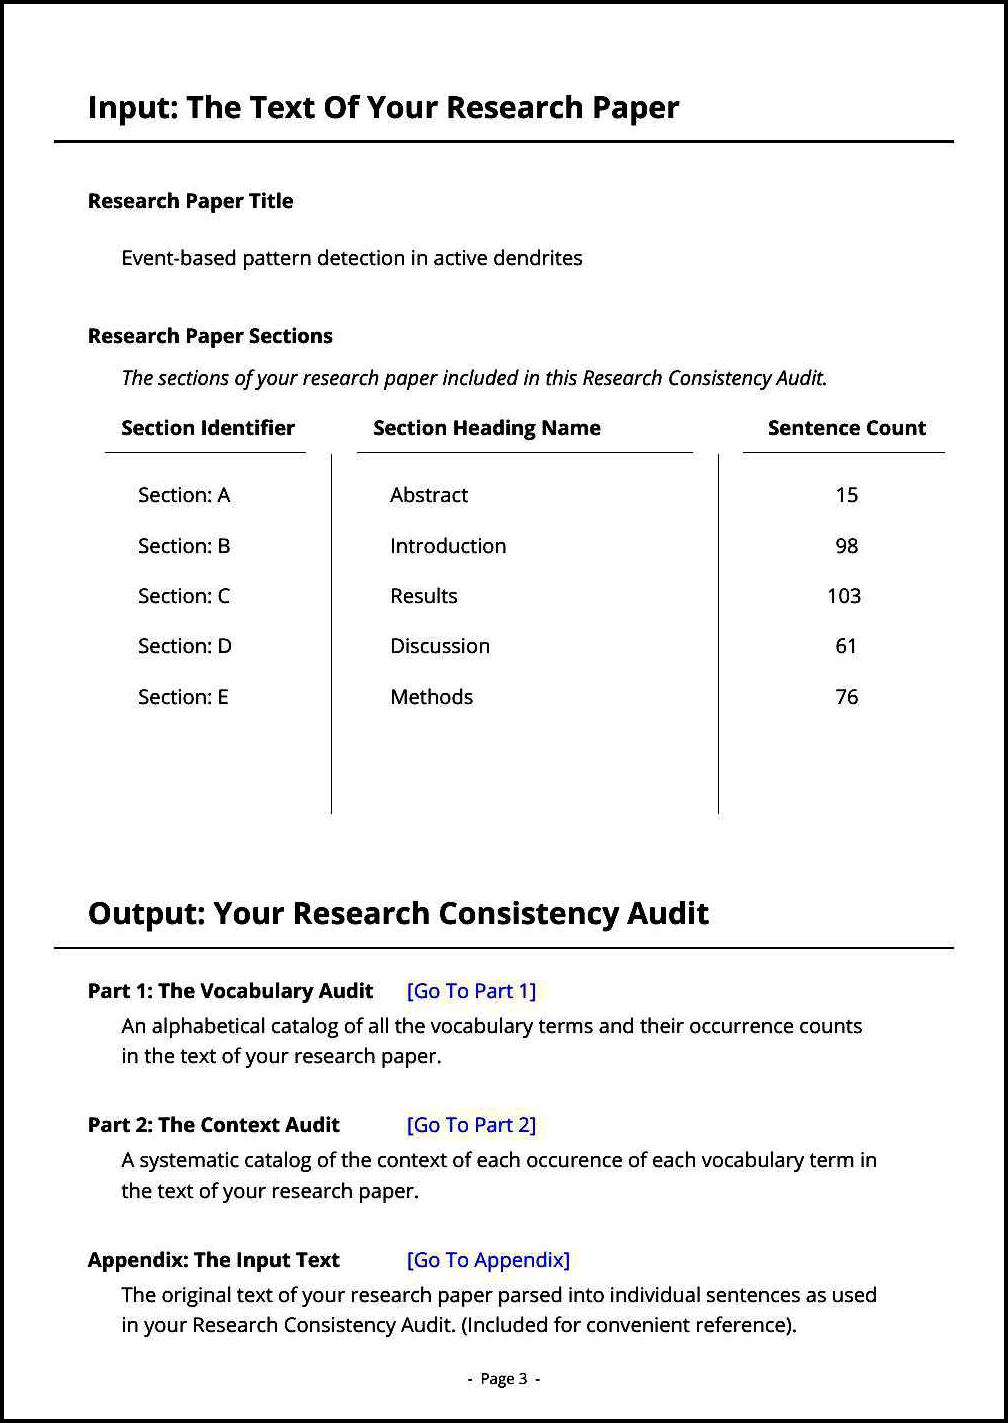 Input: The Text Of Your Research Paper
Research Paper Title
Event-based pattern detection in active dendrites
Research Paper Sections
The sections of your research paper included in this Research Consistency Audit.
Section Identifier Section Heading Name Sentence Count
Section: A Abstract 15
Section: B Introduction 98
Section: C Results 103
Section: D Discussion 61
Section: E Methods 76
Output: Your Research Consistency Audit
Part 1: The Vocabulary Audit [Go To Part 1]
An alphabetical catalog of all the vocabulary terms and their occurrence counts
in the text of your research paper.
Part 2: The Context Audit [Go To Part 2]
A systematic catalog of the context of each occurence of each vocabulary term in
the text of your research paper.
Appendix: The Input Text [Go To Appendix]
The original text of your research paper parsed into individual sentences as used
in your Research Consistency Audit. (Included for convenient reference).
- Page 3 -